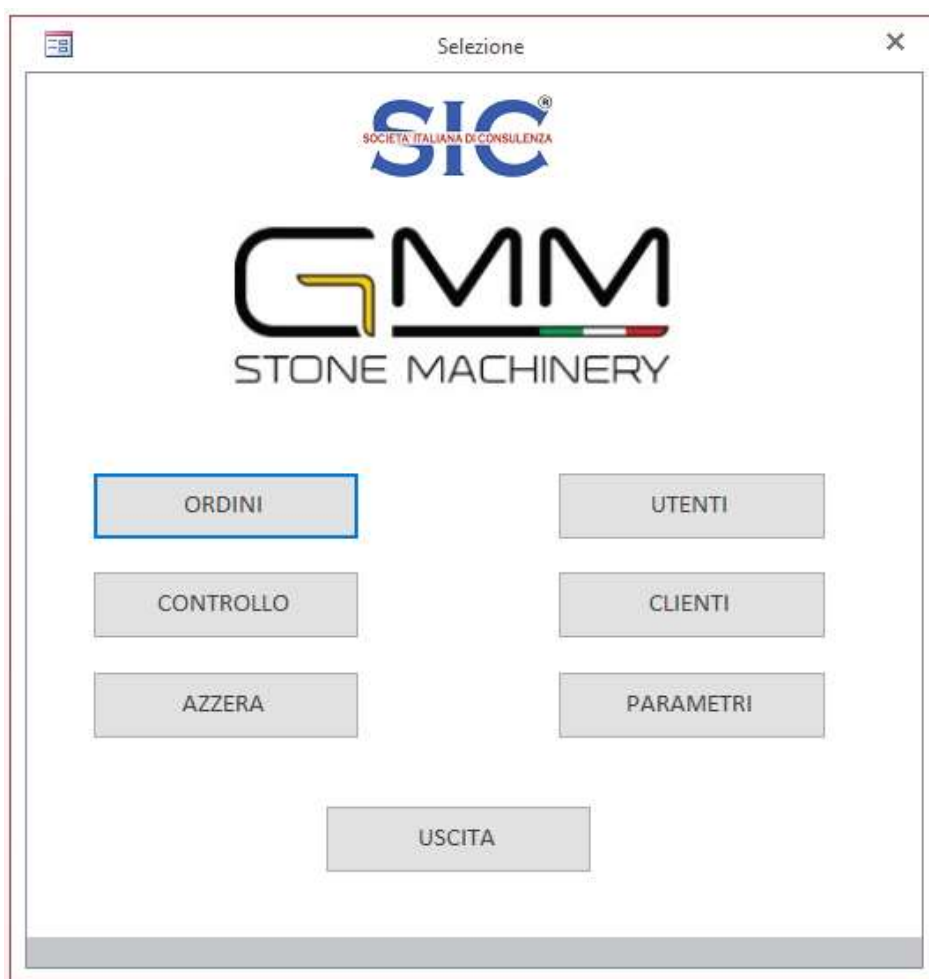 Selezione
SIC®
SOCIETA' ITALIANA DI CONSULENZA
GMM
STONE MACHINERY
ORDINI
UTENTI
CONTROLLO
CLIENTI
AZZERA
PARAMETRI
USCITA